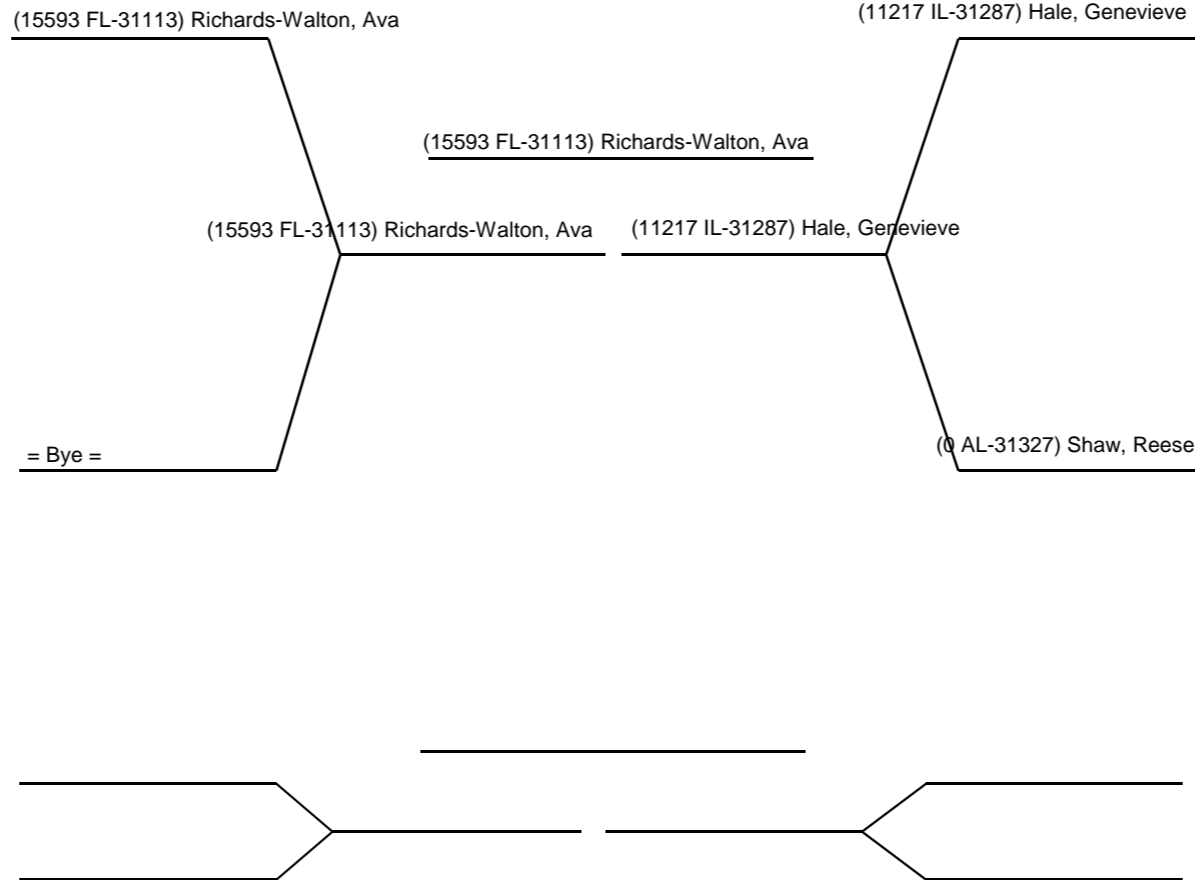 (15593 FL-31113) Richards-Walton, Ava
(11217 IL-31287) Hale, Genevieve
(15593 FL-31113) Richards-Walton, Ava
(15593 FL-31113) Richards-Walton, Ava
(11217 IL-31287) Hale, Genevieve
= Bye =
(0 AL-31327) Shaw, Reese